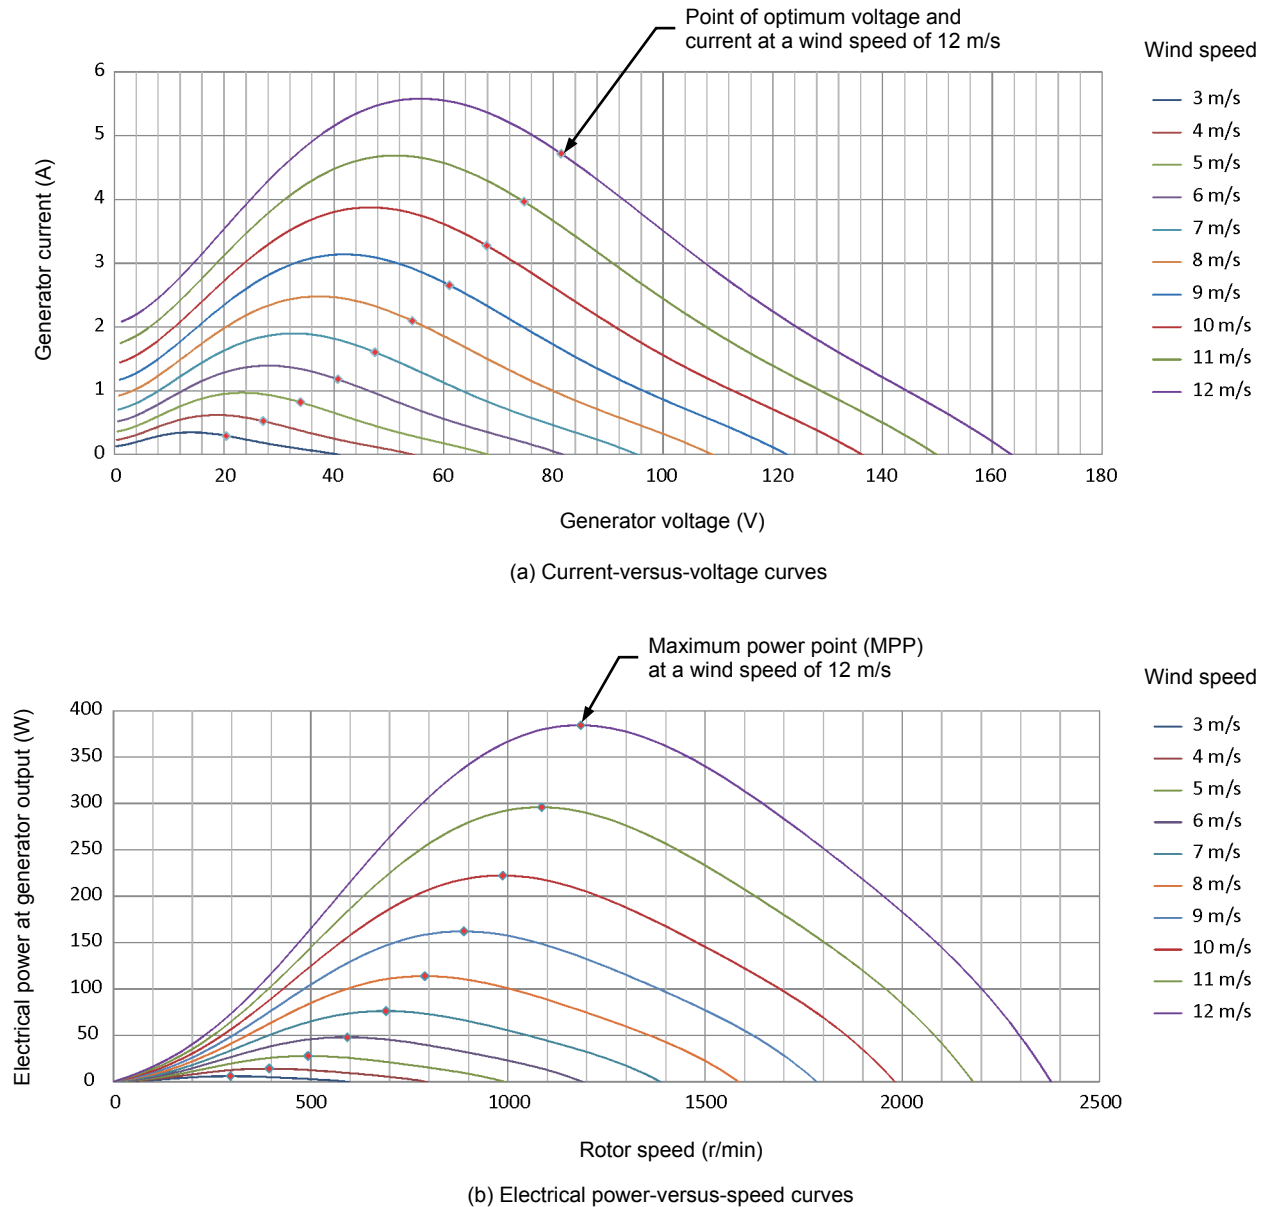 Point of optimum voltage and
current at a wind speed of 12 m/s
Wind speed
6
5
4
3
2
1
0
Generator current (A)
3 m/s
4 m/s
5 m/s
6 m/s
7 m/s
8 m/s
9 m/s
10 m/s
11 m/s
12 m/s
0 20 40 60 80 100 120 140 160 180
Generator voltage (V)
(a) Current-versus-voltage curves
Maximum power point (MPP)
at a wind speed of 12 m/s
Wind speed
400
350
300
250
200
150
100
50
0
Electrical power at generator output (W)
3 m/s
4 m/s
5 m/s
6 m/s
7 m/s
8 m/s
9 m/s
10 m/s
11 m/s
12 m/s
0 500 1000 1500 2000 2500
Rotor speed (r/min)
(b) Electrical power-versus-speed curves